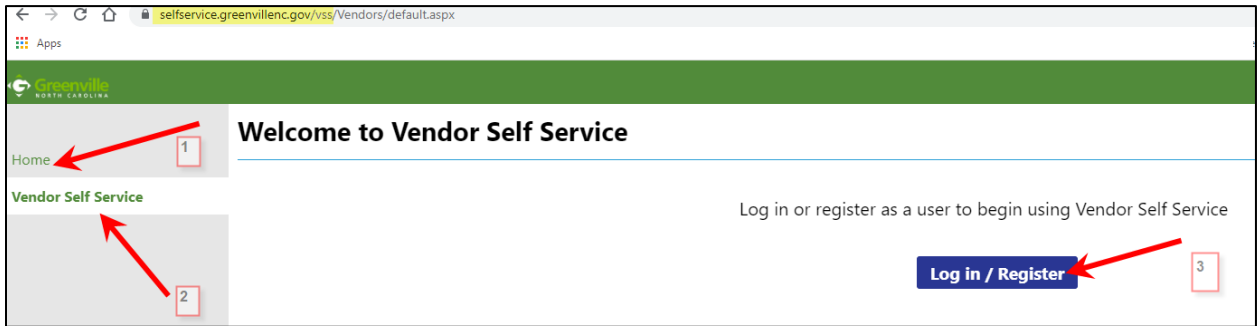 selfservice.greenvillenc.gov/vss/Vendors/default.aspx
Apps
Greenville
NORTH CAROLINA
Welcome to Vendor Self Service
1
Home
Vendor Self Service
Log in or register as a user to begin using Vendor Self Service
Log in / Register
3
2